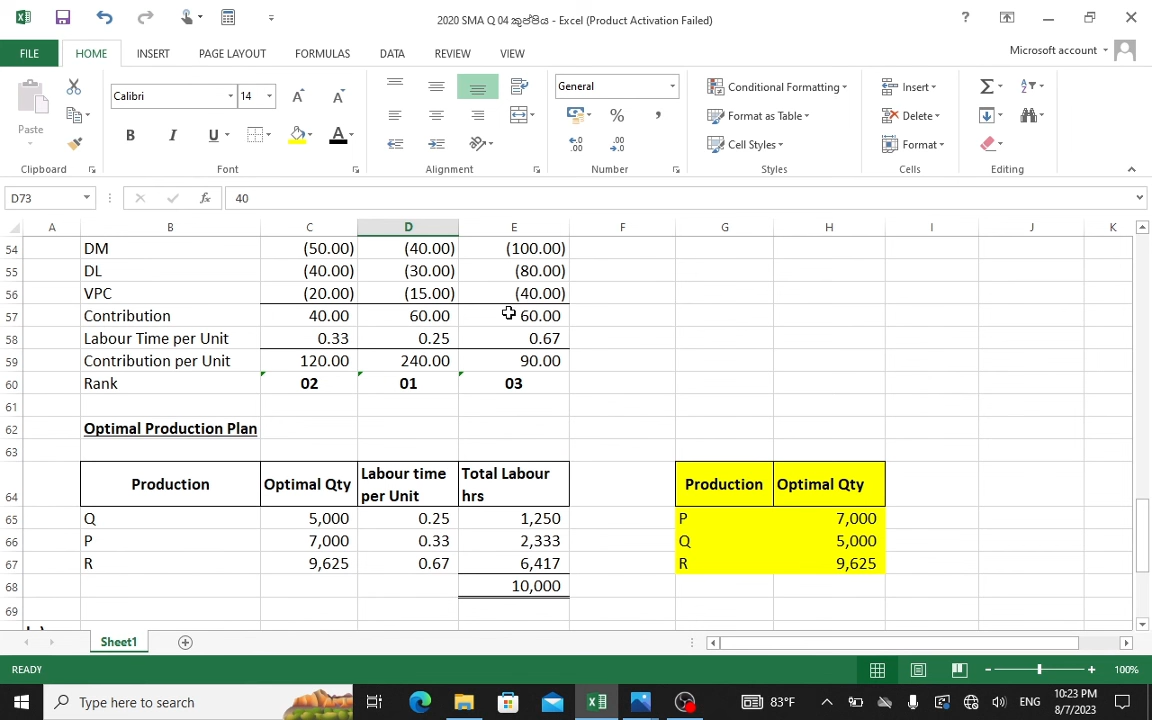 2020 SMA Q 04 කුප්පිය - Excel (Product Activation Failed)
FILE HOME INSERT PAGE LAYOUT FORMULAS DATA REVIEW VIEW Microsoft account
Paste
Calibri 14
General
Conditional Formatting
Format as Table
Cell Styles
Insert
Delete
Format
Clipboard Font Alignment Number Styles Cells Editing
D73 fx 40
A B C D E F G H I J K
54 DM (50.00) (40.00) (100.00)
55 DL (40.00) (30.00) (80.00)
56 VPC (20.00) (15.00) (40.00)
57 Contribution 40.00 60.00 60.00
58 Labour Time per Unit 0.33 0.25 0.67
59 Contribution per Unit 120.00 240.00 90.00
60 Rank 02 01 03
61
62 Optimal Production Plan
63
64 Production Optimal Qty Labour time per Unit Total Labour hrs Production Optimal Qty
65 Q 5,000 0.25 1,250 P 7,000
66 P 7,000 0.33 2,333 Q 5,000
67 R 9,625 0.67 6,417 R 9,625
68 10,000
69
Sheet1
READY 100%
Type here to search 83°F ENG 10:23 PM
8/7/2023